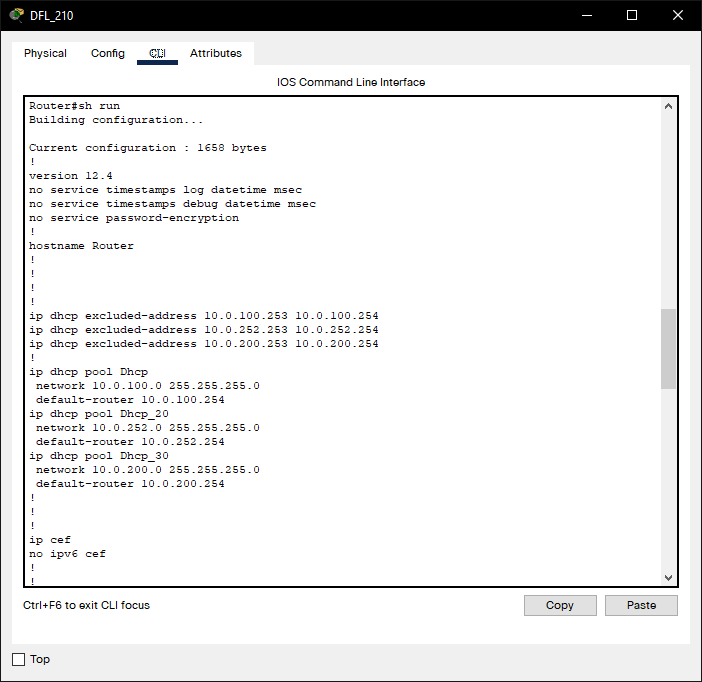 DFL_210
Physical Config CLI Attributes
IOS Command Line Interface
Router#sh run
Building configuration...
Current configuration : 1658 bytes
!
version 12.4
no service timestamps log datetime msec
no service timestamps debug datetime msec
no service password-encryption
!
hostname Router
!
!
!
!
ip dhcp excluded-address 10.0.100.253 10.0.100.254
ip dhcp excluded-address 10.0.252.253 10.0.252.254
ip dhcp excluded-address 10.0.200.253 10.0.200.254
!
ip dhcp pool Dhcp
 network 10.0.100.0 255.255.255.0
 default-router 10.0.100.254
ip dhcp pool Dhcp_20
 network 10.0.252.0 255.255.255.0
 default-router 10.0.252.254
ip dhcp pool Dhcp_30
 network 10.0.200.0 255.255.255.0
 default-router 10.0.200.254
!
!
!
ip cef
no ipv6 cef
!
!
Ctrl+F6 to exit CLI focus
Copy Paste
Top